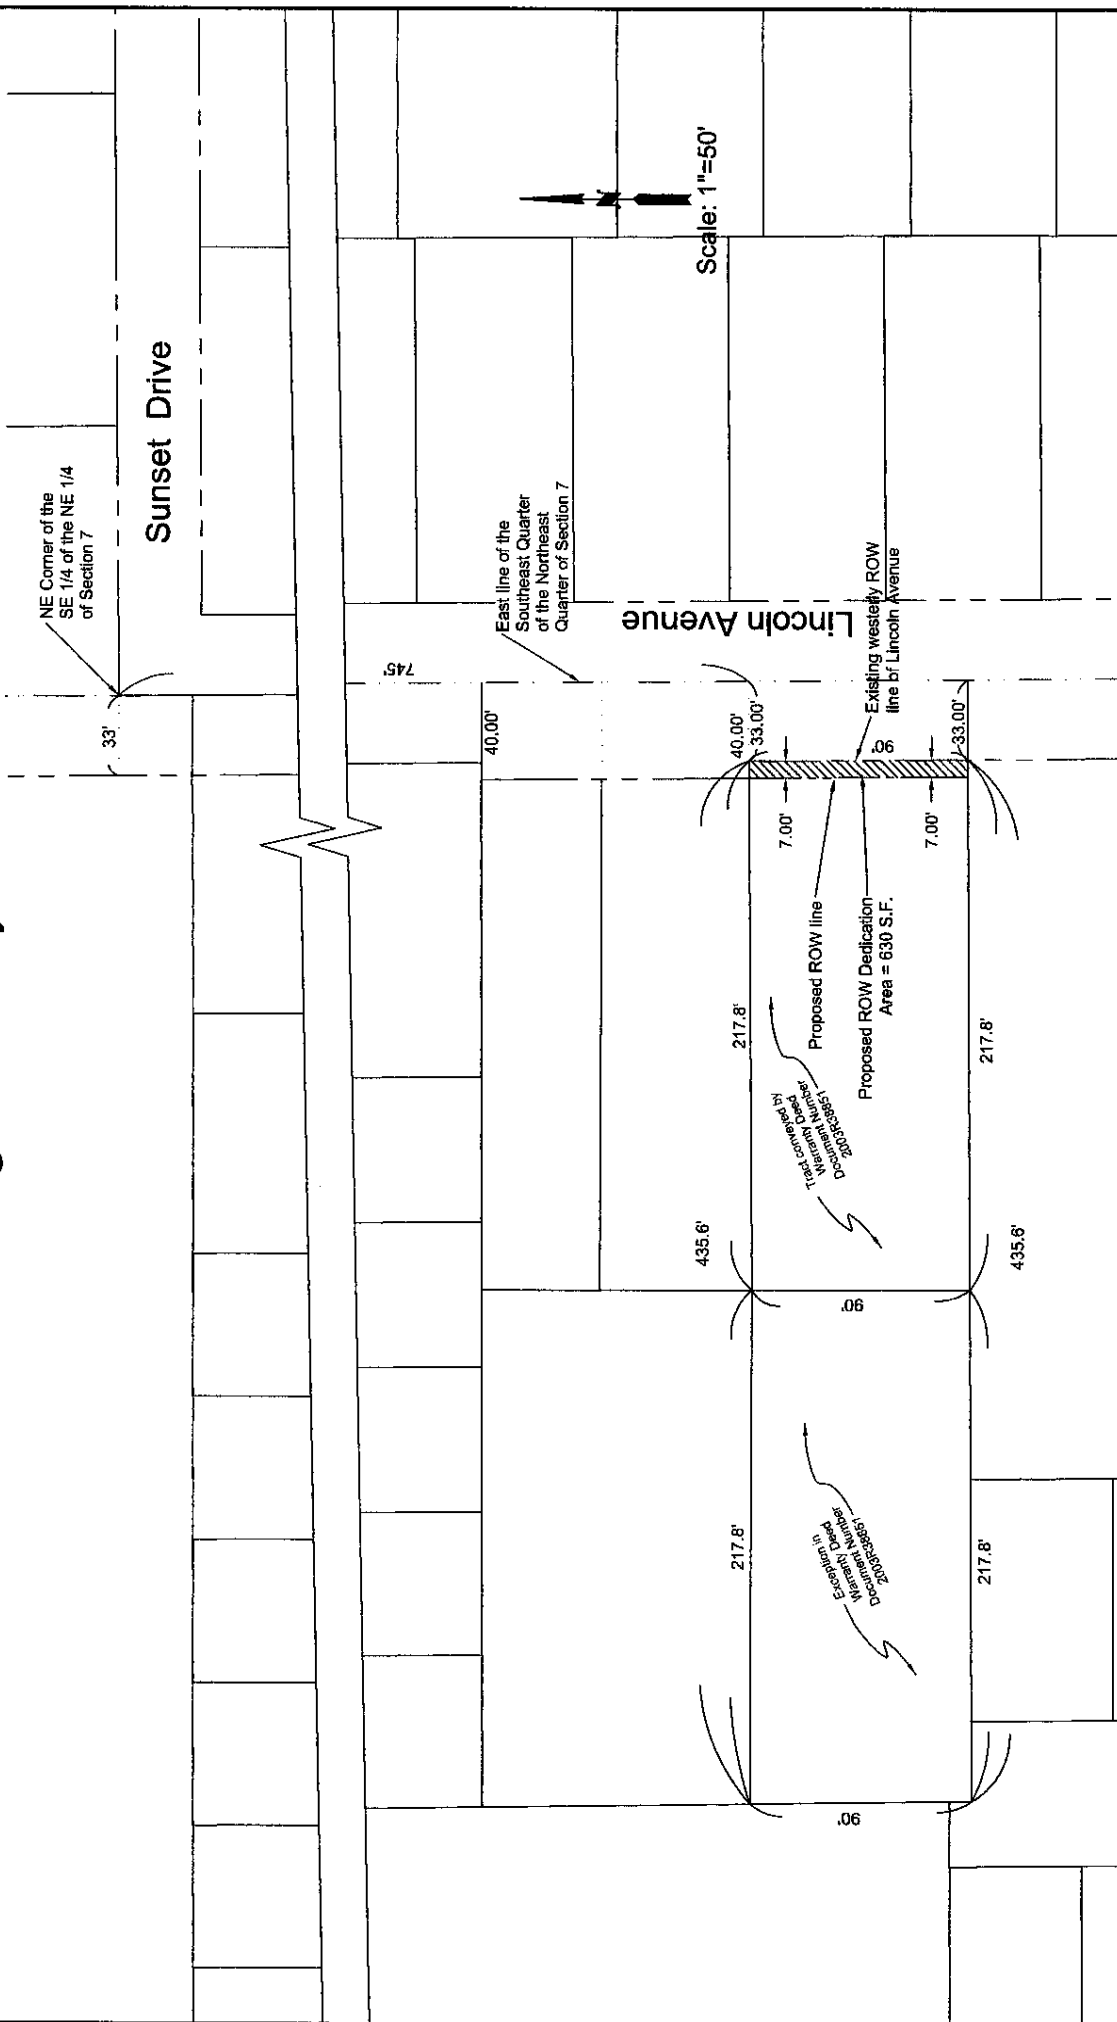 NE Corner of the
SE 1/4 of the NE 1/4
of Section 7
Sunset Drive
33'
Scale: 1"=50'
East line of the
Southeast Quarter
of the Northeast
Quarter of Section 7
745'
Lincoln Avenue
40.00'
Existing westerly ROW
line of Lincoln Avenue
40.00'
33.00'
90'
33.00'
7.00'
7.00'
Proposed ROW line
Proposed ROW Dedication
Area = 630 S.F.
217.8'
217.8'
Tract conveyed by
Warranty Deed
Document Number
2003R38851
435.6'
435.6'
90'
217.8'
217.8'
Exception in
Warranty Deed
Document Number
2003R38851
90'